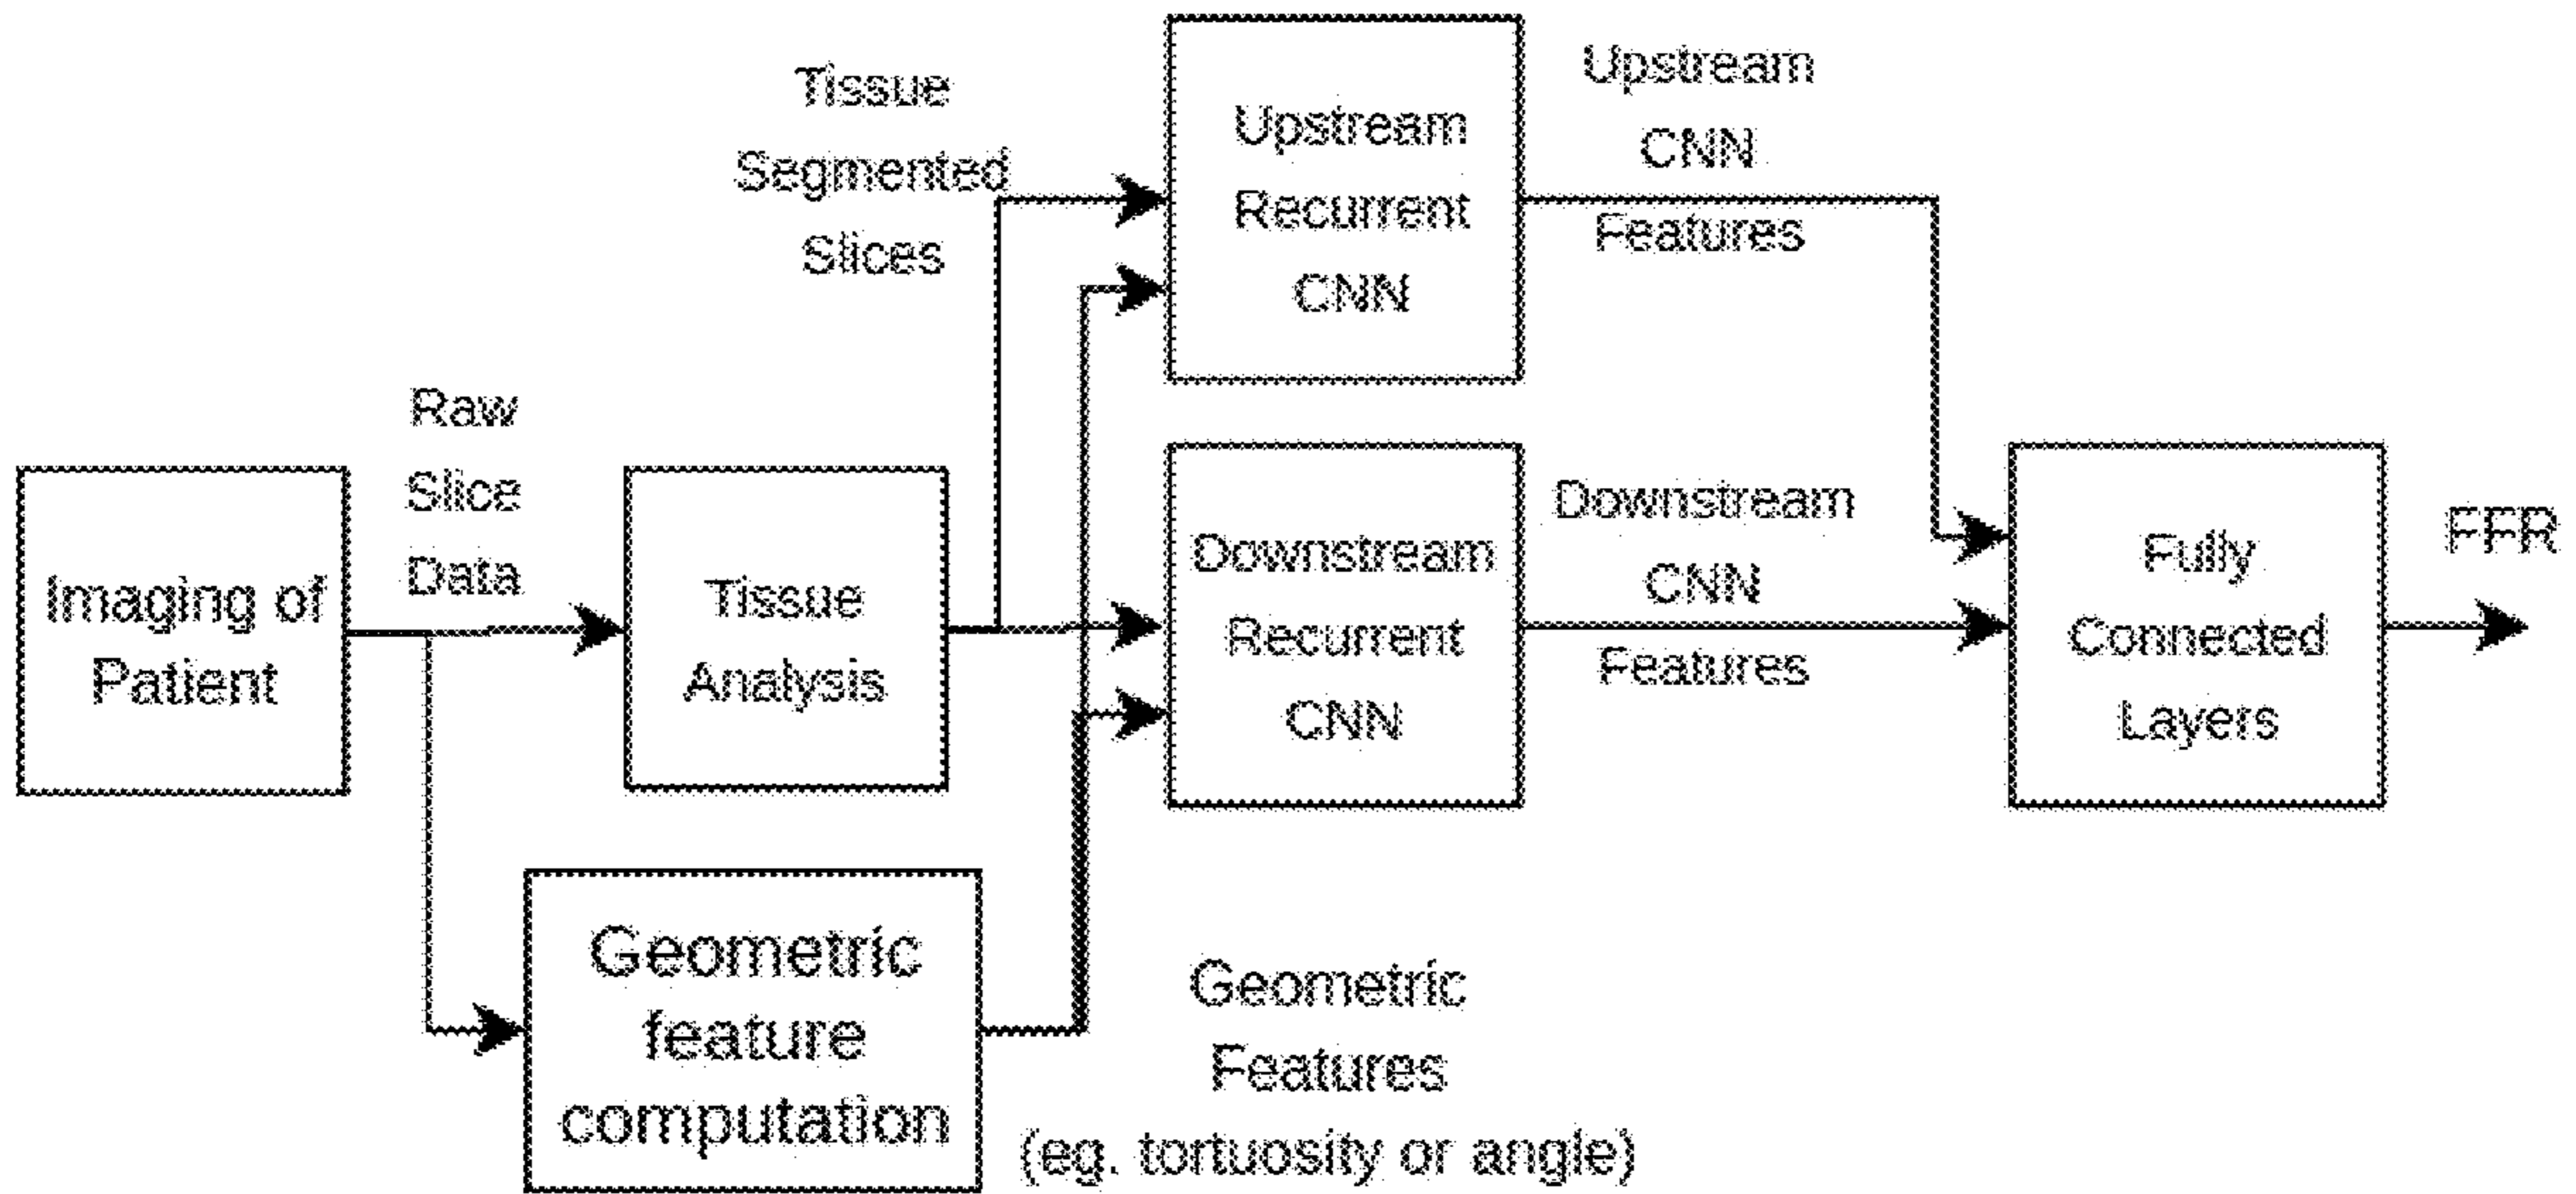 Tissue
Segmented
Slices
Upstream
Recurrent
CNN
Upstream
CNN
Features
Raw
Slice
Data
Imaging of
Patient
Tissue
Analysis
Downstream
Recurrent
CNN
Downstream
CNN
Features
Fully
Connected
Layers
FFR
Geometric
feature
computation
Geometric
Features
(eg. tortuosity or angle)